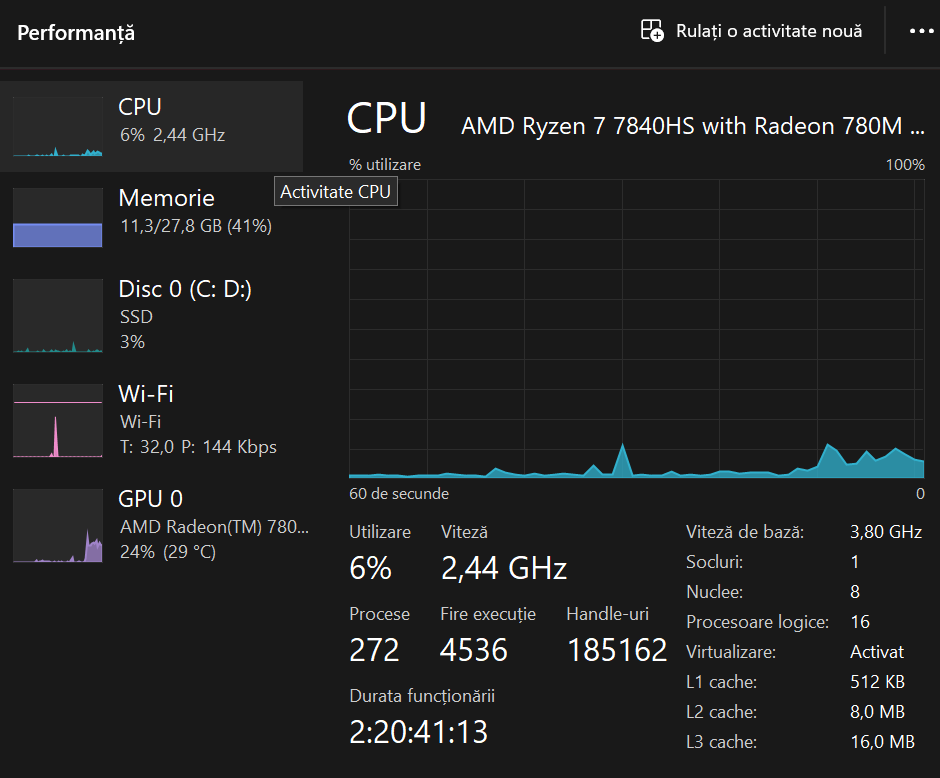 Performanță
Rulați o activitate nouă
CPU
6% 2,44 GHz
Memorie
11,3/27,8 GB (41%)
Disc 0 (C: D:)
SSD
3%
Wi-Fi
Wi-Fi
T: 32,0 P: 144 Kbps
GPU 0
AMD Radeon(TM) 780...
24% (29 °C)
CPU
AMD Ryzen 7 7840HS with Radeon 780M ...
% utilizare
100%
Activitate CPU
60 de secunde
0
Utilizare
6%
Viteză
2,44 GHz
Procese
272
Fire execuție
4536
Handle-uri
185162
Durata funcționării
2:20:41:13
Viteză de bază: 3,80 GHz
Socluri: 1
Nuclee: 8
Procesoare logice: 16
Virtualizare: Activat
L1 cache: 512 KB
L2 cache: 8,0 MB
L3 cache: 16,0 MB